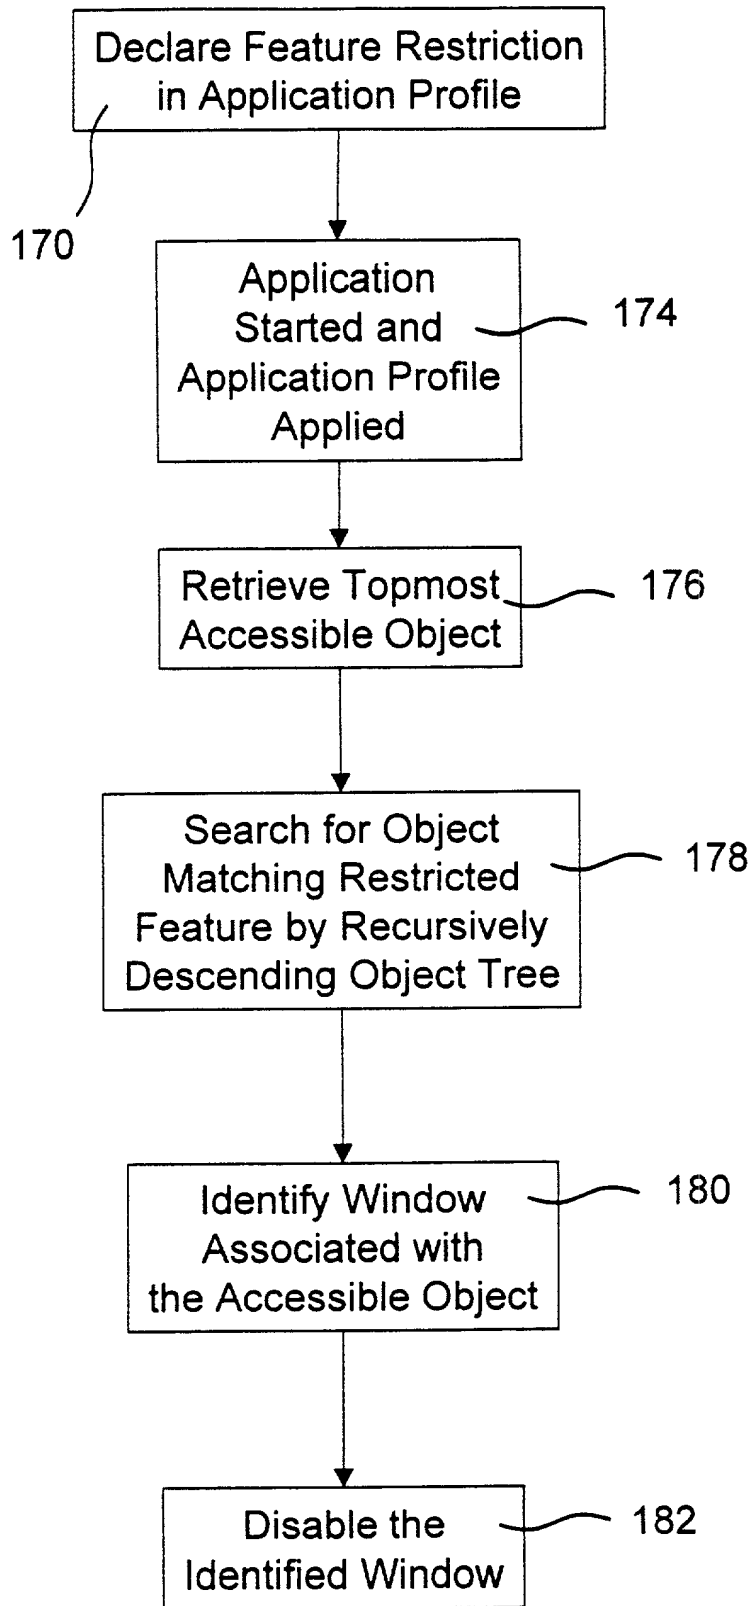 Declare Feature Restriction
in Application Profile
170
Application
Started and
Application Profile
Applied
174
Retrieve Topmost
Accessible Object
176
Search for Object
Matching Restricted
Feature by Recursively
Descending Object Tree
178
Identify Window
Associated with
the Accessible Object
180
Disable the
Identified Window
182